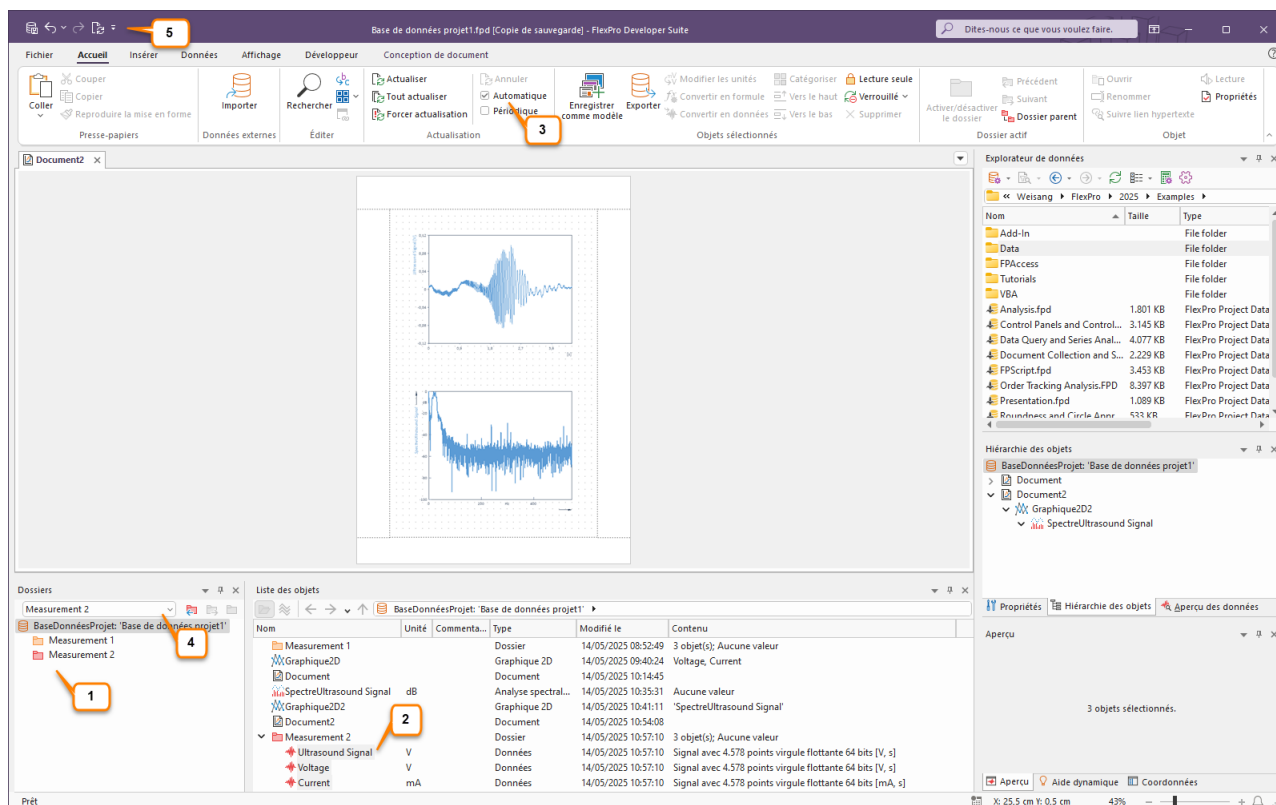 5
Base de données projet1.fpd [Copie de sauvegarde] - FlexPro Developer Suite
Dites-nous ce que vous voulez faire.
Fichier Accueil Insérer Données Affichage Développeur Conception de document
Coller
Couper
Copier
Reproduire la mise en forme
Presse-papiers
Importer
Données externes
Rechercher
Éditer
Actualiser
Tout actualiser
Forcer actualisation
Annuler
Automatique
Périodique
Actualisation
3
Enregistrer
comme modèle
Exporter
Modifier les unités
Convertir en formule
Convertir en données
Catégoriser
Vers le haut
Vers le bas
Lecture seule
Verrouillé
Supprimer
Objets sélectionnés
Activer/désactiver
le dossier
Précédent
Suivant
Dossier parent
Dossier actif
Ouvrir
Renommer
Suivre lien hypertexte
Lecture
Propriétés
Objet
Document2
Explorateur de données
« Weisang FlexPro 2025 Examples
Nom Taille Type
Add-In File folder
Data File folder
FPAccess File folder
Tutorials File folder
VBA File folder
Analysis.fpd 1.801 KB FlexPro Project Data
Control Panels and Control... 3.145 KB FlexPro Project Data
Data Query and Series Anal... 4.077 KB FlexPro Project Data
Document Collection and S... 2.229 KB FlexPro Project Data
FPScript.fpd 3.453 KB FlexPro Project Data
Order Tracking Analysis.FPD 8.397 KB FlexPro Project Data
Presentation.fpd 1.089 KB FlexPro Project Data
Roundness and Circle Appr... 533 KB FlexPro Project Data
Hiérarchie des objets
BaseDonnéesProjet: 'Base de données projet1'
Document
Document2
Graphique2D2
SpectreUltrasound Signal
Propriétés Hiérarchie des objets Aperçu des données
Dossiers
Measurement 2
BaseDonnéesProjet: 'Base de données projet1'
Measurement 1
Measurement 2
4
1
Liste des objets
BaseDonnéesProjet: 'Base de données projet1'
Nom Unité Commenta... Type Modifié le Contenu
Measurement 1 Dossier 14/05/2025 08:52:49 3 objet(s); Aucune valeur
Graphique2D Graphique 2D 14/05/2025 09:40:24 Voltage, Current
Document Document 14/05/2025 10:14:45
SpectreUltrasound Signal dB Analyse spectral... 14/05/2025 10:35:31 Aucune valeur
Graphique2D2 Graphique 2D 14/05/2025 10:41:11 'SpectreUltrasound Signal'
Document2 Document 14/05/2025 10:54:08
Measurement 2 Dossier 14/05/2025 10:57:10 3 objet(s); Aucune valeur
Ultrasound Signal V Données 14/05/2025 10:57:10 Signal avec 4.578 points virgule flottante 64 bits [V, s]
Voltage V Données 14/05/2025 10:57:10 Signal avec 4.578 points virgule flottante 64 bits [V, s]
Current mA Données 14/05/2025 10:57:10 Signal avec 4.578 points virgule flottante 64 bits [mA, s]
2
Aperçu
3 objets sélectionnés.
Aperçu Aide dynamique Coordonnées
Prêt
X: 25.5 cm Y: 0.5 cm 43%